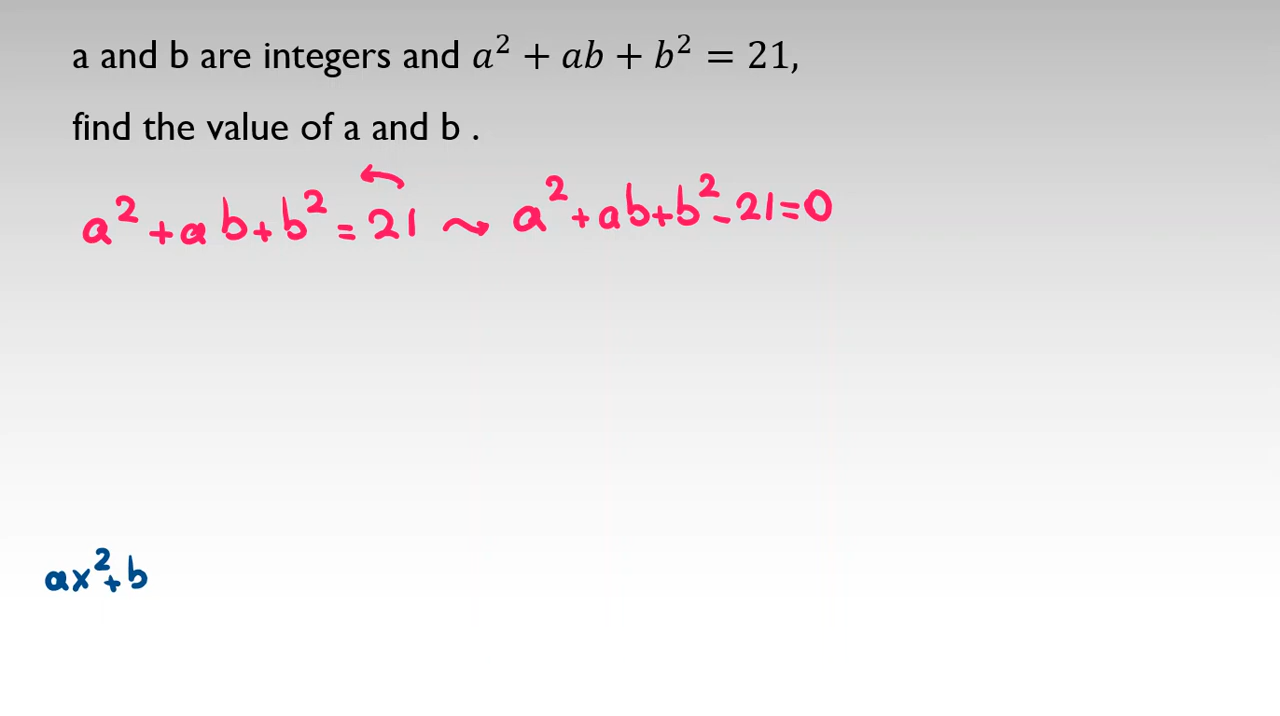 a and b are integers and 𝑎² + 𝑎𝑏 + 𝑏² = 21,
find the value of a and b .
a² + ab + b² = 21 ⇝ a² + ab + b² - 21 = 0
ax² + b